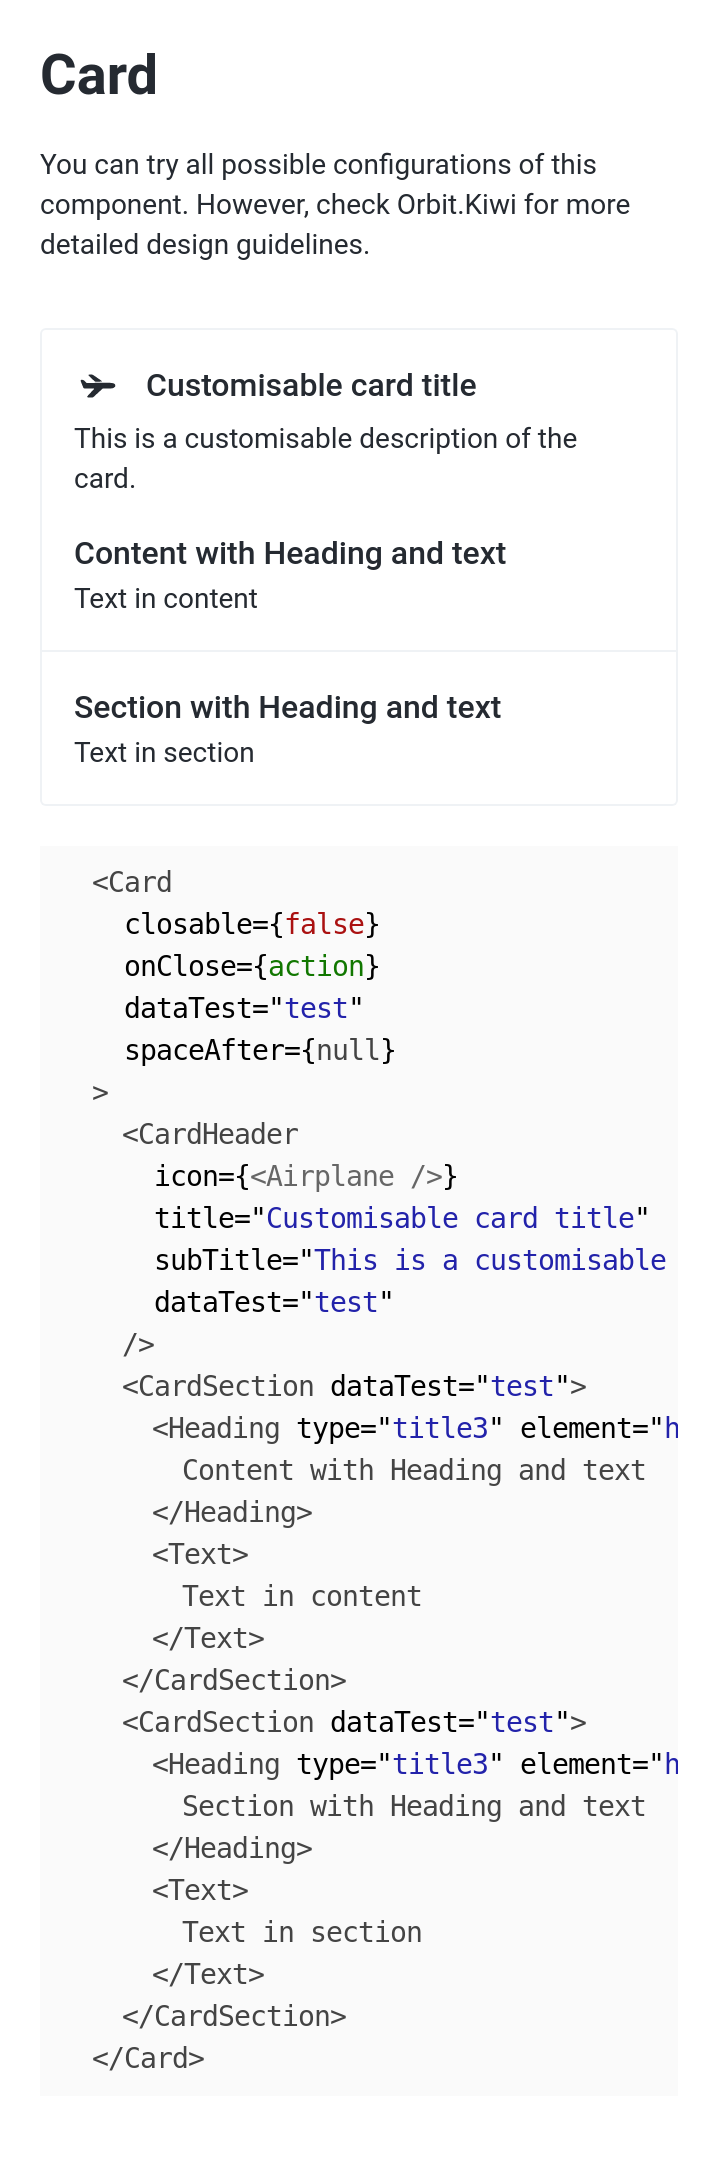 Card
You can try all possible configurations of this
component. However, check Orbit.Kiwi for more
detailed design guidelines.
Customisable card title
This is a customisable description of the
card.
Content with Heading and text
Text in content
Section with Heading and text
Text in section
<Card
closable={false}
onClose={action}
dataTest="test"
spaceAfter={null}
>
<CardHeader
icon={<Airplane />}
title="Customisable card title"
subTitle="This is a customisable
dataTest="test"
/>
<CardSection dataTest="test">
<Heading type="title3" element="h
Content with Heading and text
</Heading>
<Text>
Text in content
</Text>
</CardSection>
<CardSection dataTest="test">
<Heading type="title3" element="h
Section with Heading and text
</Heading>
<Text>
Text in section
</Text>
</CardSection>
</Card>